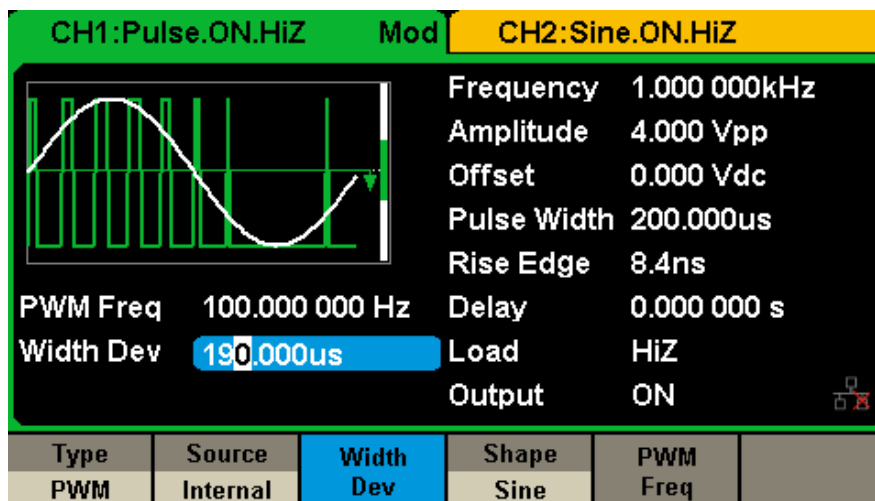 CH1:Pulse.ON.HiZ Mod CH2:Sine.ON.HiZ
Frequency 1.000 000kHz
Amplitude 4.000 Vpp
Offset 0.000 Vdc
Pulse Width 200.000us
Rise Edge 8.4ns
PWM Freq 100.000 000 Hz Delay 0.000 000 s
Width Dev 190.000us Load HiZ
Output ON
Type Source Width Dev Shape PWM Freq
PWM Internal Sine